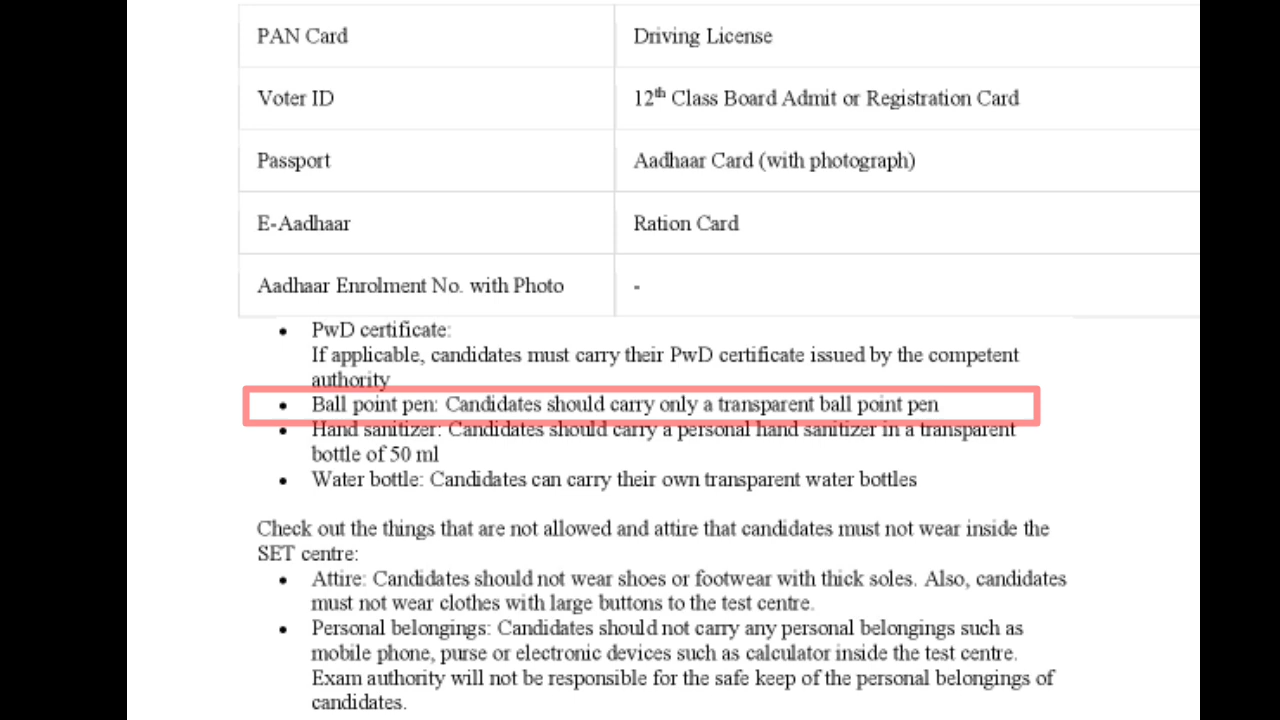 PAN Card Driving License
Voter ID 12th Class Board Admit or Registration Card
Passport Aadhaar Card (with photograph)
E-Aadhaar Ration Card
Aadhaar Enrolment No. with Photo -
• PwD certificate:
If applicable, candidates must carry their PwD certificate issued by the competent
authority
• Ball point pen: Candidates should carry only a transparent ball point pen
• Hand sanitizer: Candidates should carry a personal hand sanitizer in a transparent
bottle of 50 ml
• Water bottle: Candidates can carry their own transparent water bottles
Check out the things that are not allowed and attire that candidates must not wear inside the
SET centre:
• Attire: Candidates should not wear shoes or footwear with thick soles. Also, candidates
must not wear clothes with large buttons to the test centre.
• Personal belongings: Candidates should not carry any personal belongings such as
mobile phone, purse or electronic devices such as calculator inside the test centre.
Exam authority will not be responsible for the safe keep of the personal belongings of
candidates.